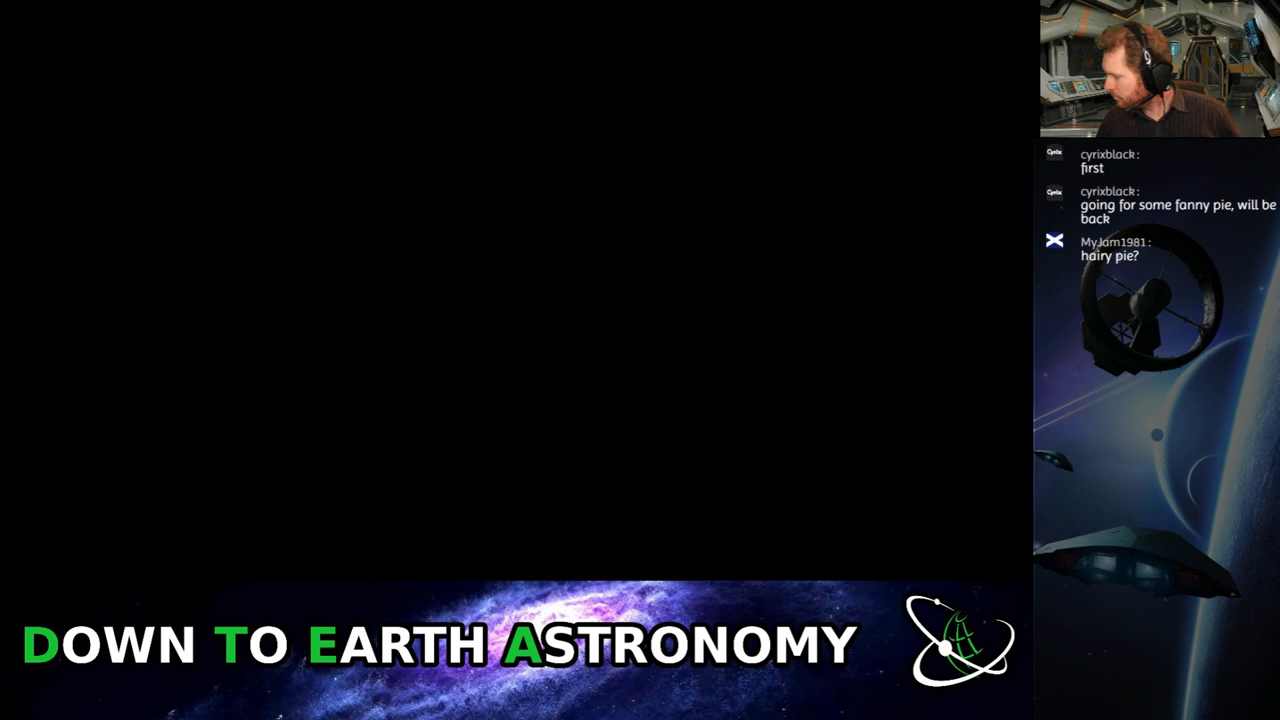 cyrixblack:
first
cyrixblack:
going for some fanny pie, will be
back
MyJam1981:
hairy pie?
DOWN TO EARTH ASTRONOMY